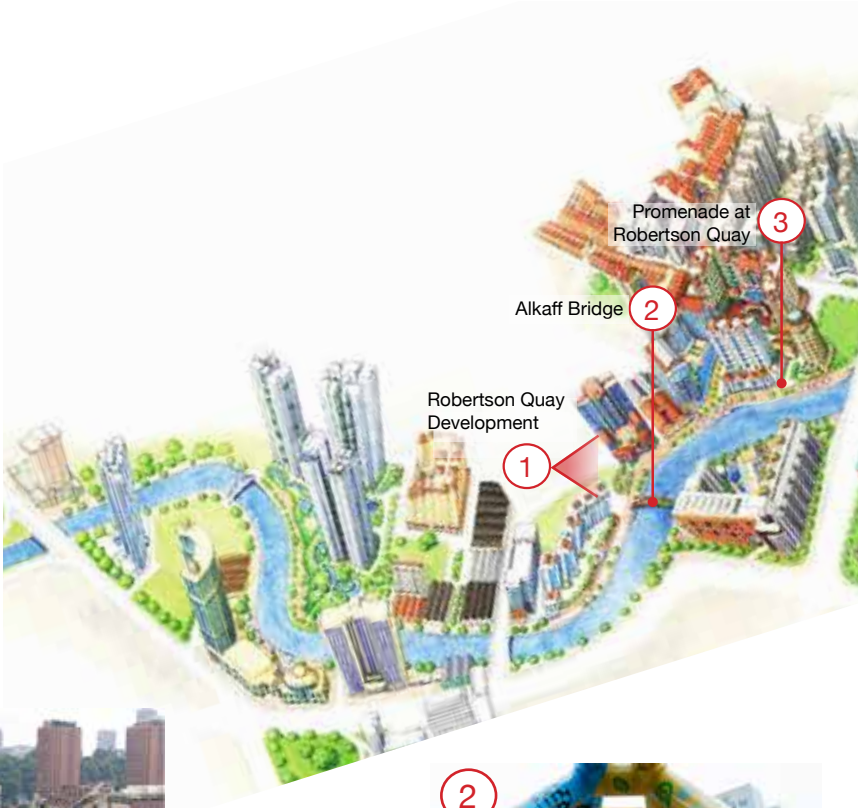 Promenade at
Robertson Quay
3
Alkaff Bridge
2
Robertson Quay
Development
1
2